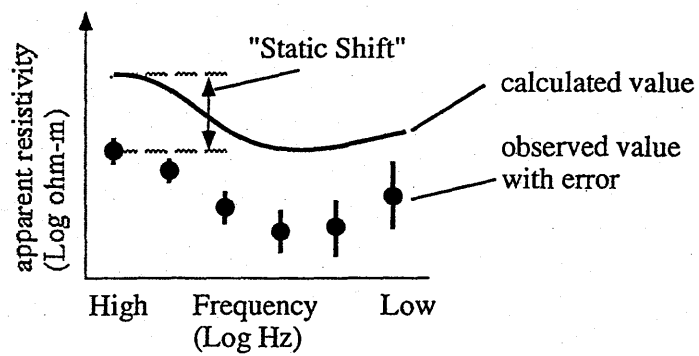 "Static Shift"
calculated value
observed value
with error
apparent resistivity
(Log ohm-m)
High
Frequency
Low
(Log Hz)